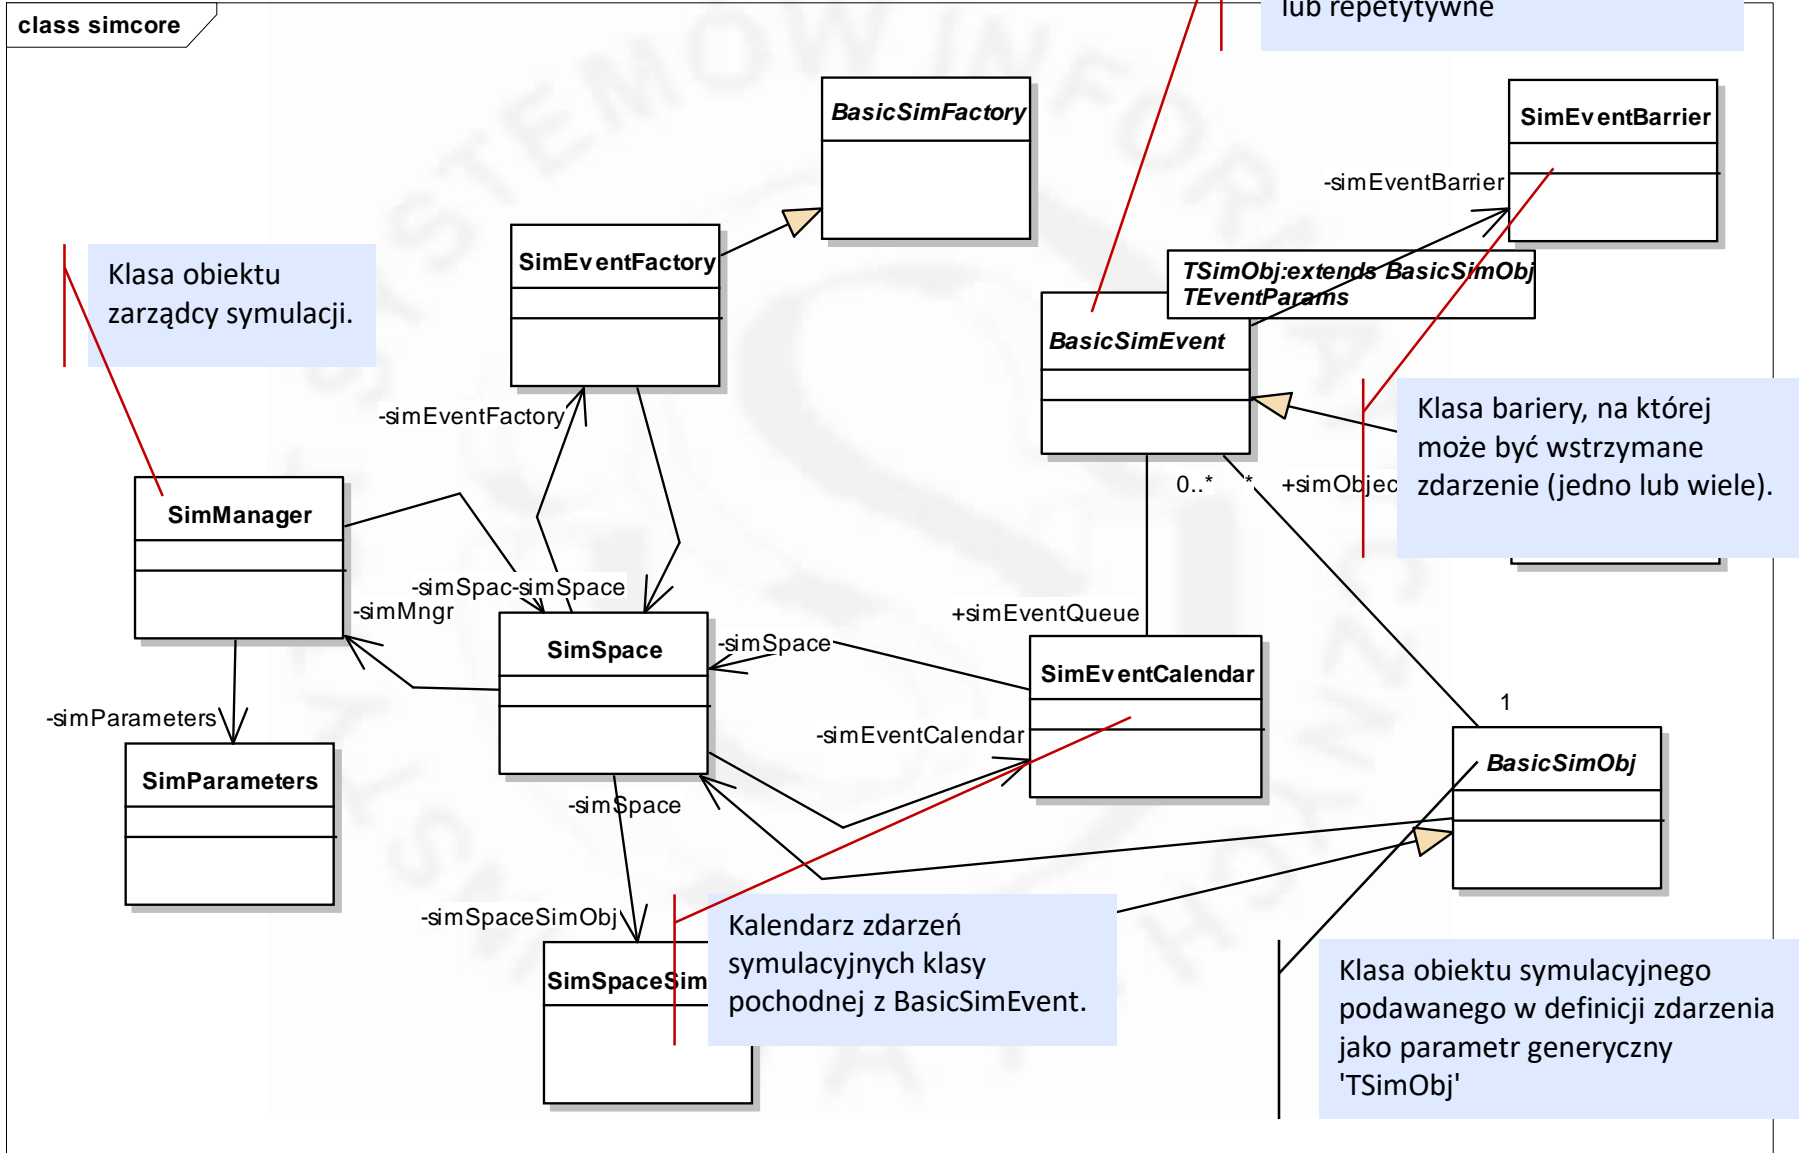 class simcore
lub repetytywne
BasicSimFactory
SimEventBarrier
-simEventBarrier
SimEventFactory
Klasa obiektu
zarządcy symulacji.
TSimObj:extends BasicSimObj
TEventParams
BasicSimEvent
-simEventFactory
Klasa bariery, na której
może być wstrzymane
zdarzenie (jedno lub wiele).
0..*
*
+simObjec
SimManager
-simSpac
-simSpace
-simMngr
+simEventQueue
SimSpace
-simSpace
SimEventCalendar
-simParameters
-simEventCalendar
1
SimParameters
BasicSimObj
-simSpace
-simSpaceSimObj
SimSpaceSim
Kalendarz zdarzeń
symulacyjnych klasy
pochodnej z BasicSimEvent.
Klasa obiektu symulacyjnego
podawanego w definicji zdarzenia
jako parametr generyczny
'TSimObj'